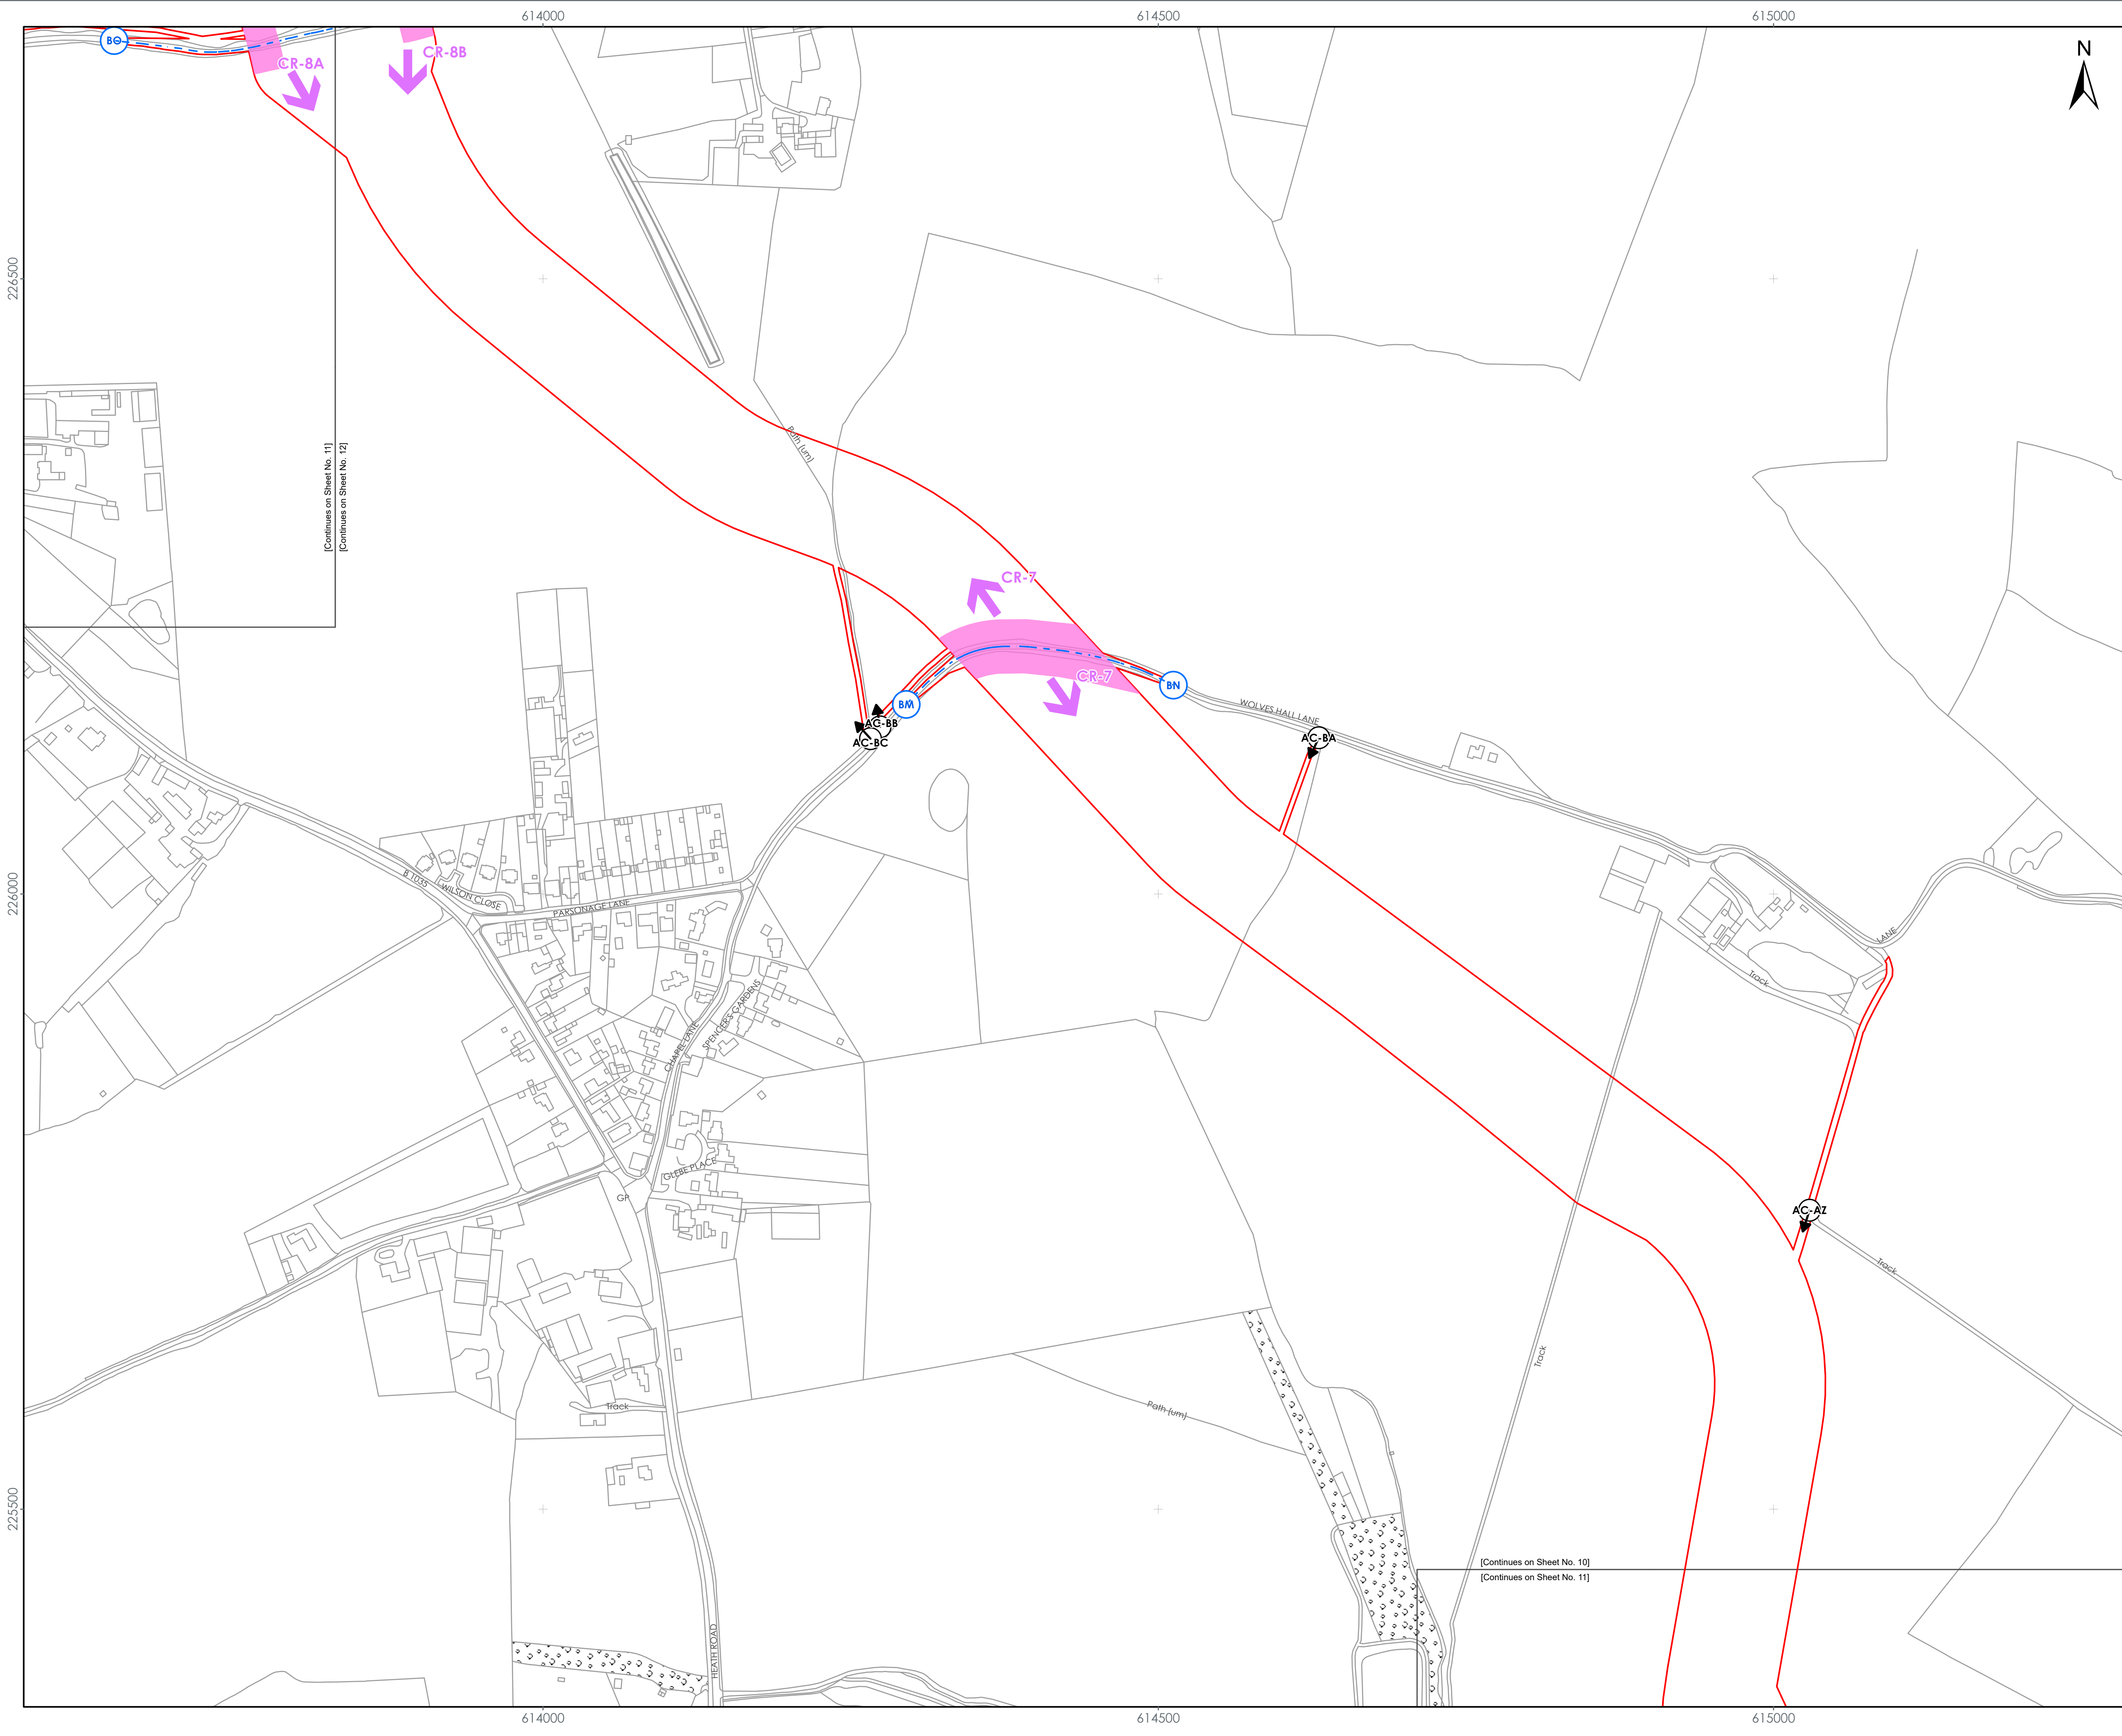 614000
614500
615000
N
BO
CR-8A
CR-8B
226500
[Continues on Sheet No. 11]
[Continues on Sheet No. 12]
Path (um)
CR-7
CR-7
BM
BN
WOLVES HALL LANE
AC-BB
AC-BC
AC-BA
226000
B 1035
WILSON CLOSE
PARSONAGE LANE
LANE
Track
CHAPEL LANE
SPENCER'S GARDENS
GLEBE PLACE
GP
AC-AZ
Track
Track
Track
Path (um)
225500
[Continues on Sheet No. 10]
[Continues on Sheet No. 11]
HEATH ROAD
614000
614500
615000